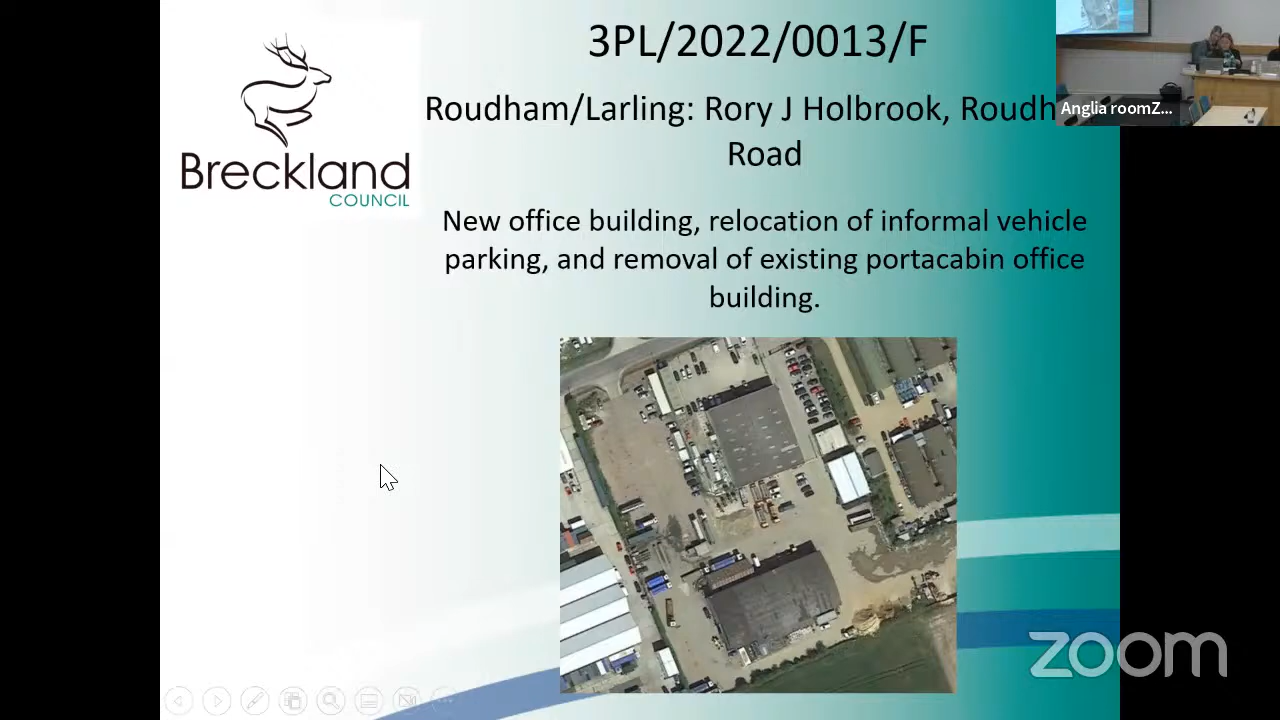 3PL/2022/0013/F
Roudham/Larling: Rory J Holbrook, Roudh
Road
New office building, relocation of informal vehicle
parking, and removal of existing portacabin office
building.
Breckland
COUNCIL
Anglia roomZ...
zoom